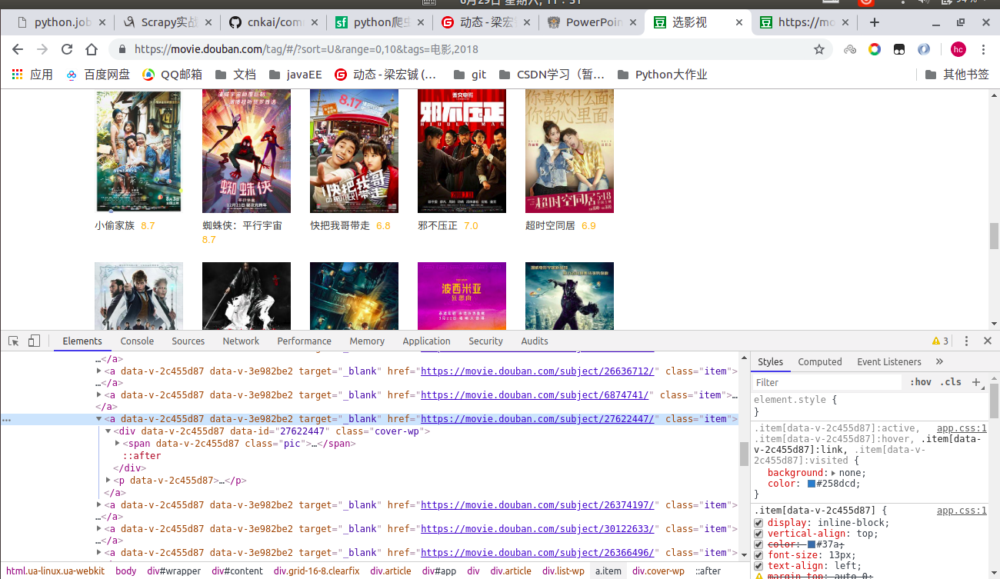 6月29日 星期六, 11 : 51
94%
python.job
Scrapy实战
cnkai/comm
python爬虫
动态 - 梁宏
PowerPoin
选影视
https://mo
https://movie.douban.com/tag/#/?sort=U&range=0,10&tags=电影,2018
hc
应用
百度网盘
QQ邮箱
文档
javaEE
动态 - 梁宏铖 (...
git
CSDN学习（暂...
Python大作业
其他书签
8.17
快把我哥带走
邪不压正
HIDDEN MAN
你喜欢什么面
你的心里面。
蜘蛛侠
平行宇宙
超时空同居 5·18
小偷家族 8.7
蜘蛛侠：平行宇宙
8.7
快把我哥带走 6.8
邪不压正 7.0
超时空同居 6.9
波西米亚
狂想曲
Elements
Console
Sources
Network
Performance
Memory
Application
Security
Audits
3
…</a>
<a data-v-2c455d87 data-v-3e982be2 target="_blank" href="https://movie.douban.com/subject/26636712/" class="item">
…</a>
<a data-v-2c455d87 data-v-3e982be2 target="_blank" href="https://movie.douban.com/subject/6874741/" class="item">…
</a>
<a data-v-2c455d87 data-v-3e982be2 target="_blank" href="https://movie.douban.com/subject/27622447/" class="item">
<div data-v-2c455d87 data-id="27622447" class="cover-wp">
<span data-v-2c455d87 class="pic">…</span>
::after
</div>
<p data-v-2c455d87>…</p>
</a>
<a data-v-2c455d87 data-v-3e982be2 target="_blank" href="https://movie.douban.com/subject/26374197/" class="item">
…</a>
<a data-v-2c455d87 data-v-3e982be2 target="_blank" href="https://movie.douban.com/subject/30122633/" class="item">
…</a>
<a data-v-2c455d87 data-v-3e982be2 target="_blank" href="https://movie.douban.com/subject/26366496/" class="item">
html.ua-linux.ua-webkit body div#wrapper div#content div.grid-16-8.clearfix div.article div#app div div.article div.list-wp a.item div.cover-wp ::after
Styles
Computed
Event Listeners
»
Filter
:hov .cls +
element.style {
}
.item[data-v-2c455d87]:active, app.css:1
.item[data-v-2c455d87]:hover, .item[data-
v-2c455d87]:link, .item[data-v-
2c455d87]:visited {
background: none;
color: #258dcd;
}
.item[data-v-2c455d87] { app.css:1
display: inline-block;
vertical-align: top;
color: #37a;
font-size: 13px;
text-align: left;
margin-top: auto 0;